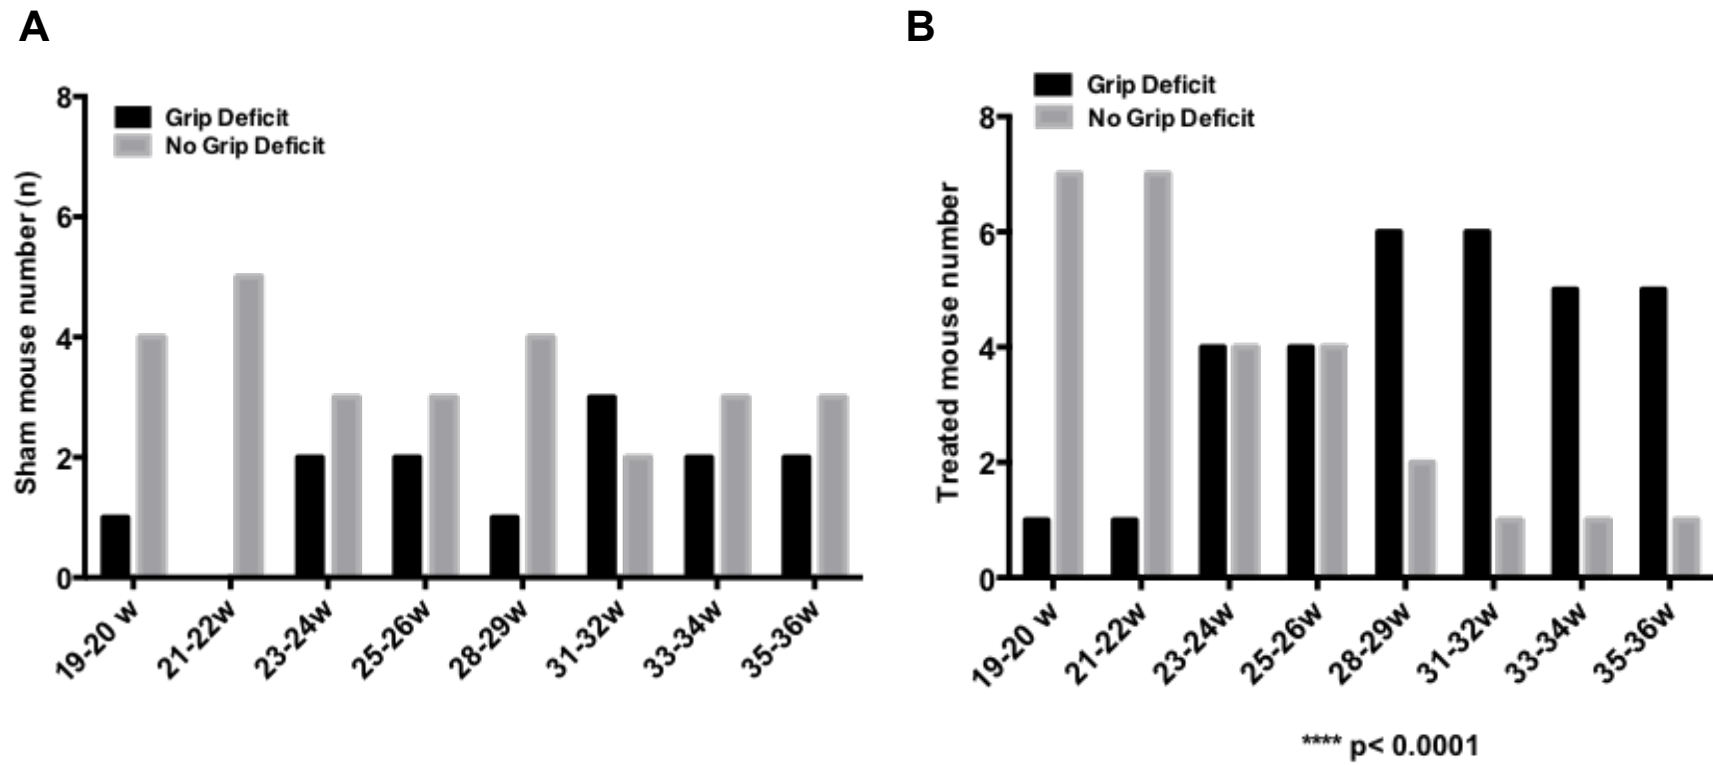 A
Grip Deficit
No Grip Deficit
Sham mouse number (n)
8
6
4
2
0
19-20 w
21-22w
23-24w
25-26w
28-29w
31-32w
33-34w
35-36w
B
Grip Deficit
No Grip Deficit
Treated mouse number
8
6
4
2
0
19-20 w
21-22w
23-24w
25-26w
28-29w
31-32w
33-34w
35-36w
**** p< 0.0001